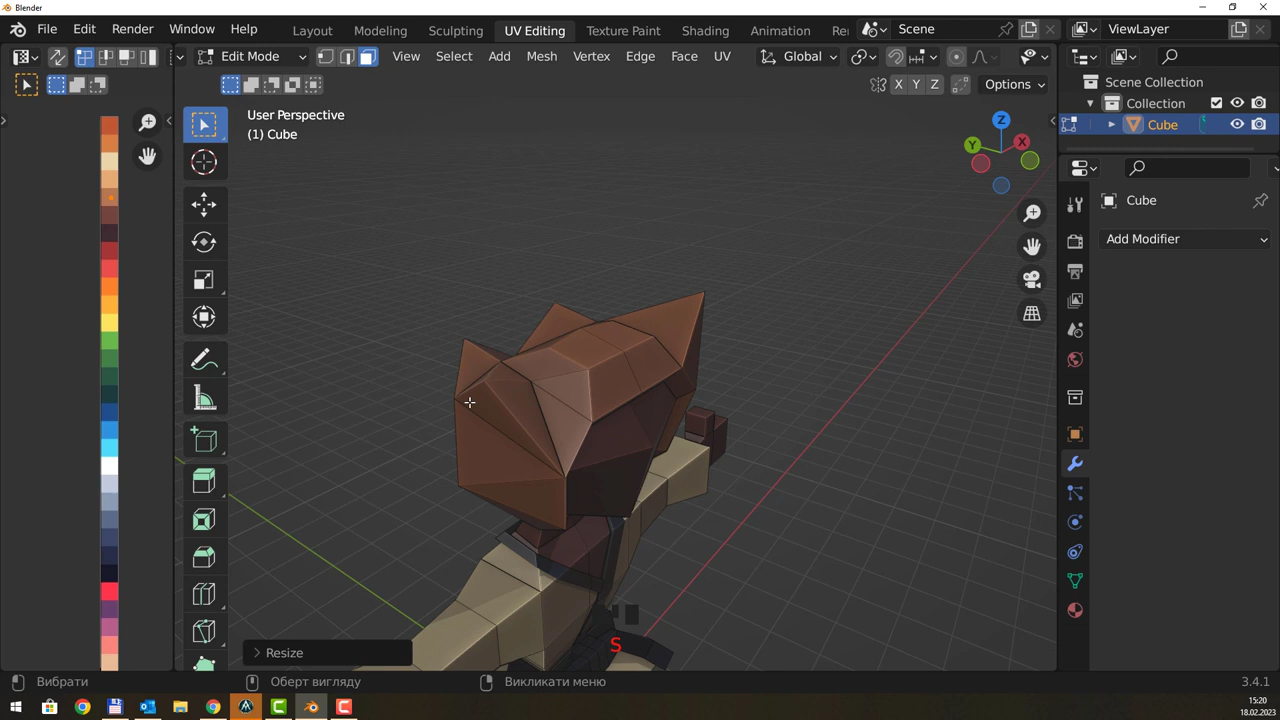 Blender
File Edit Render Window Help
Layout Modeling Sculpting UV Editing Texture Paint Shading Animation Re
Scene
ViewLayer
Edit Mode
View Select Add Mesh Vertex Edge Face UV
Global
X Y Z
Options
User Perspective
(1) Cube
Z
Y
X
Scene Collection
Collection
Cube
Cube
Add Modifier
> Resize
S
Вибрати
Оберт вигляду
Викликати меню
3.4.1
15:20
18.02.2023